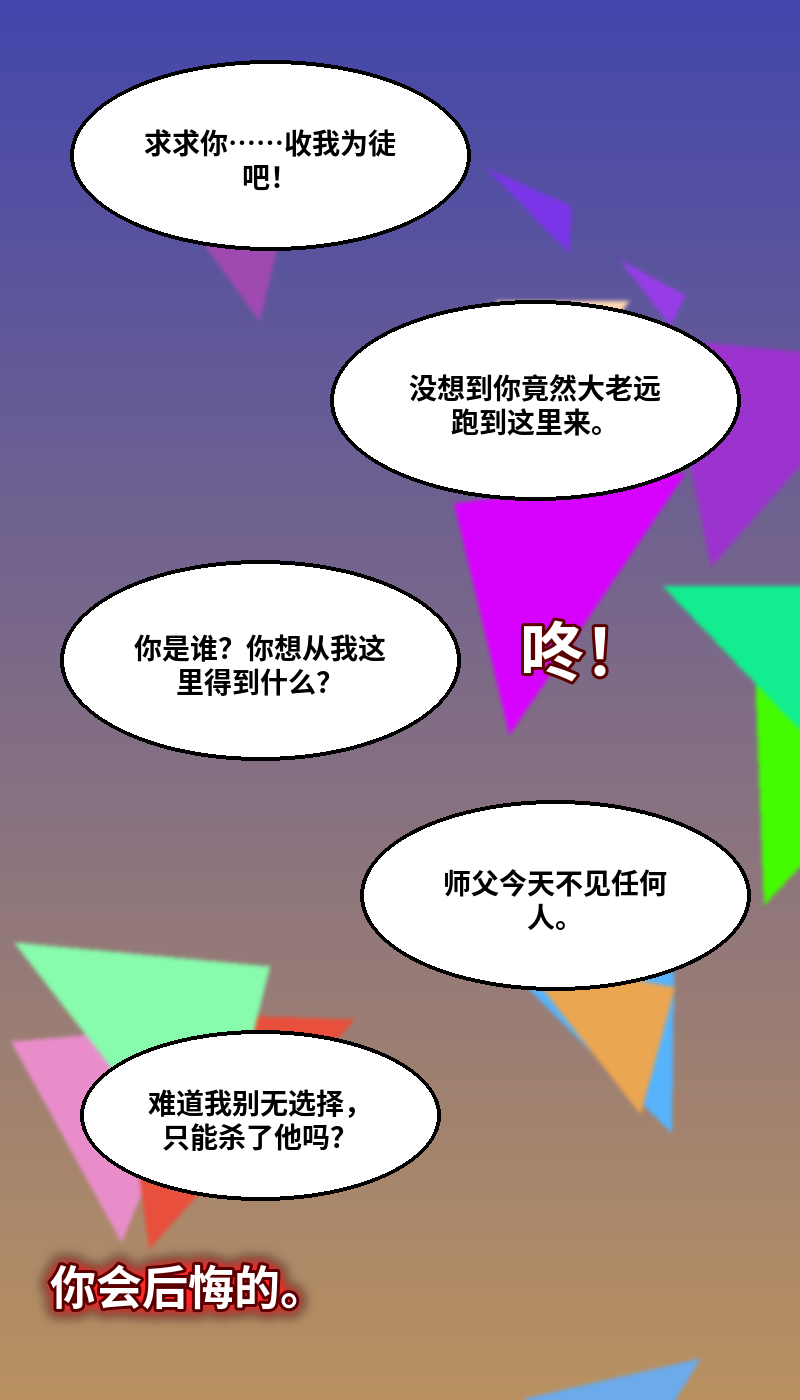 求求你……收我为徒
吧！
没想到你竟然大老远
跑到这里来。
你是谁？你想从我这
里得到什么？
咚！
师父今天不见任何
人。
难道我别无选择，
只能杀了他吗？
你会后悔的。